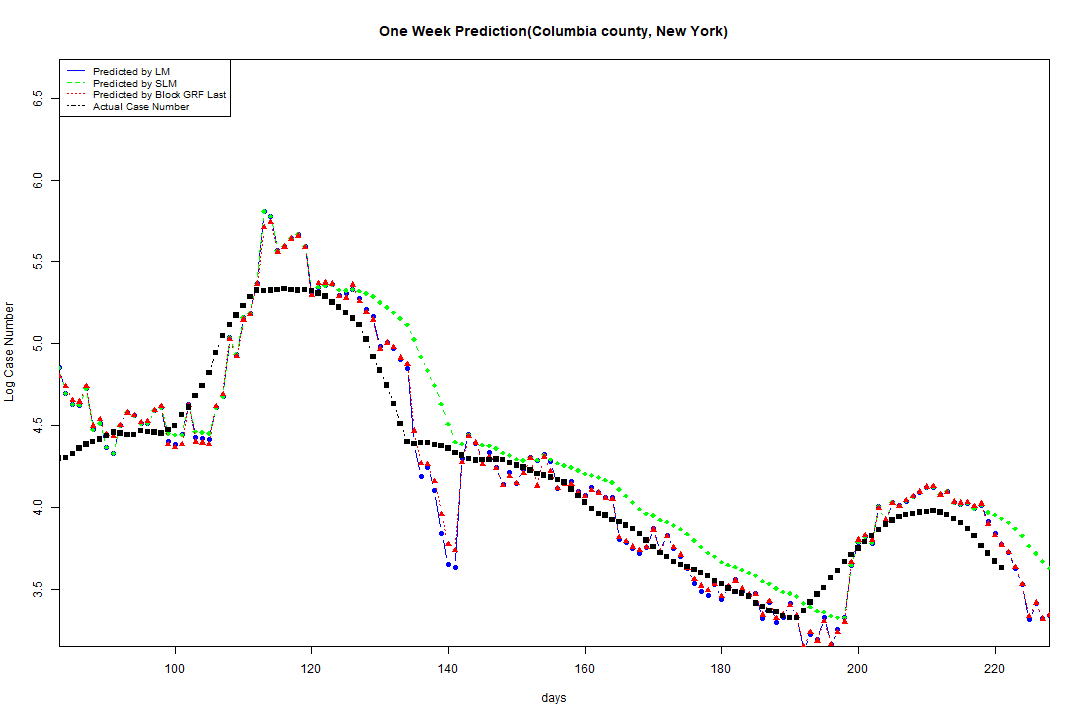 One Week Prediction(Columbia county, New York)
Predicted by LM
Predicted by SLM
Predicted by Block GRF Last
Actual Case Number
6.5
6.0
5.5
5.0
4.5
4.0
3.5
Log Case Number
100 120 140 160 180 200 220
days